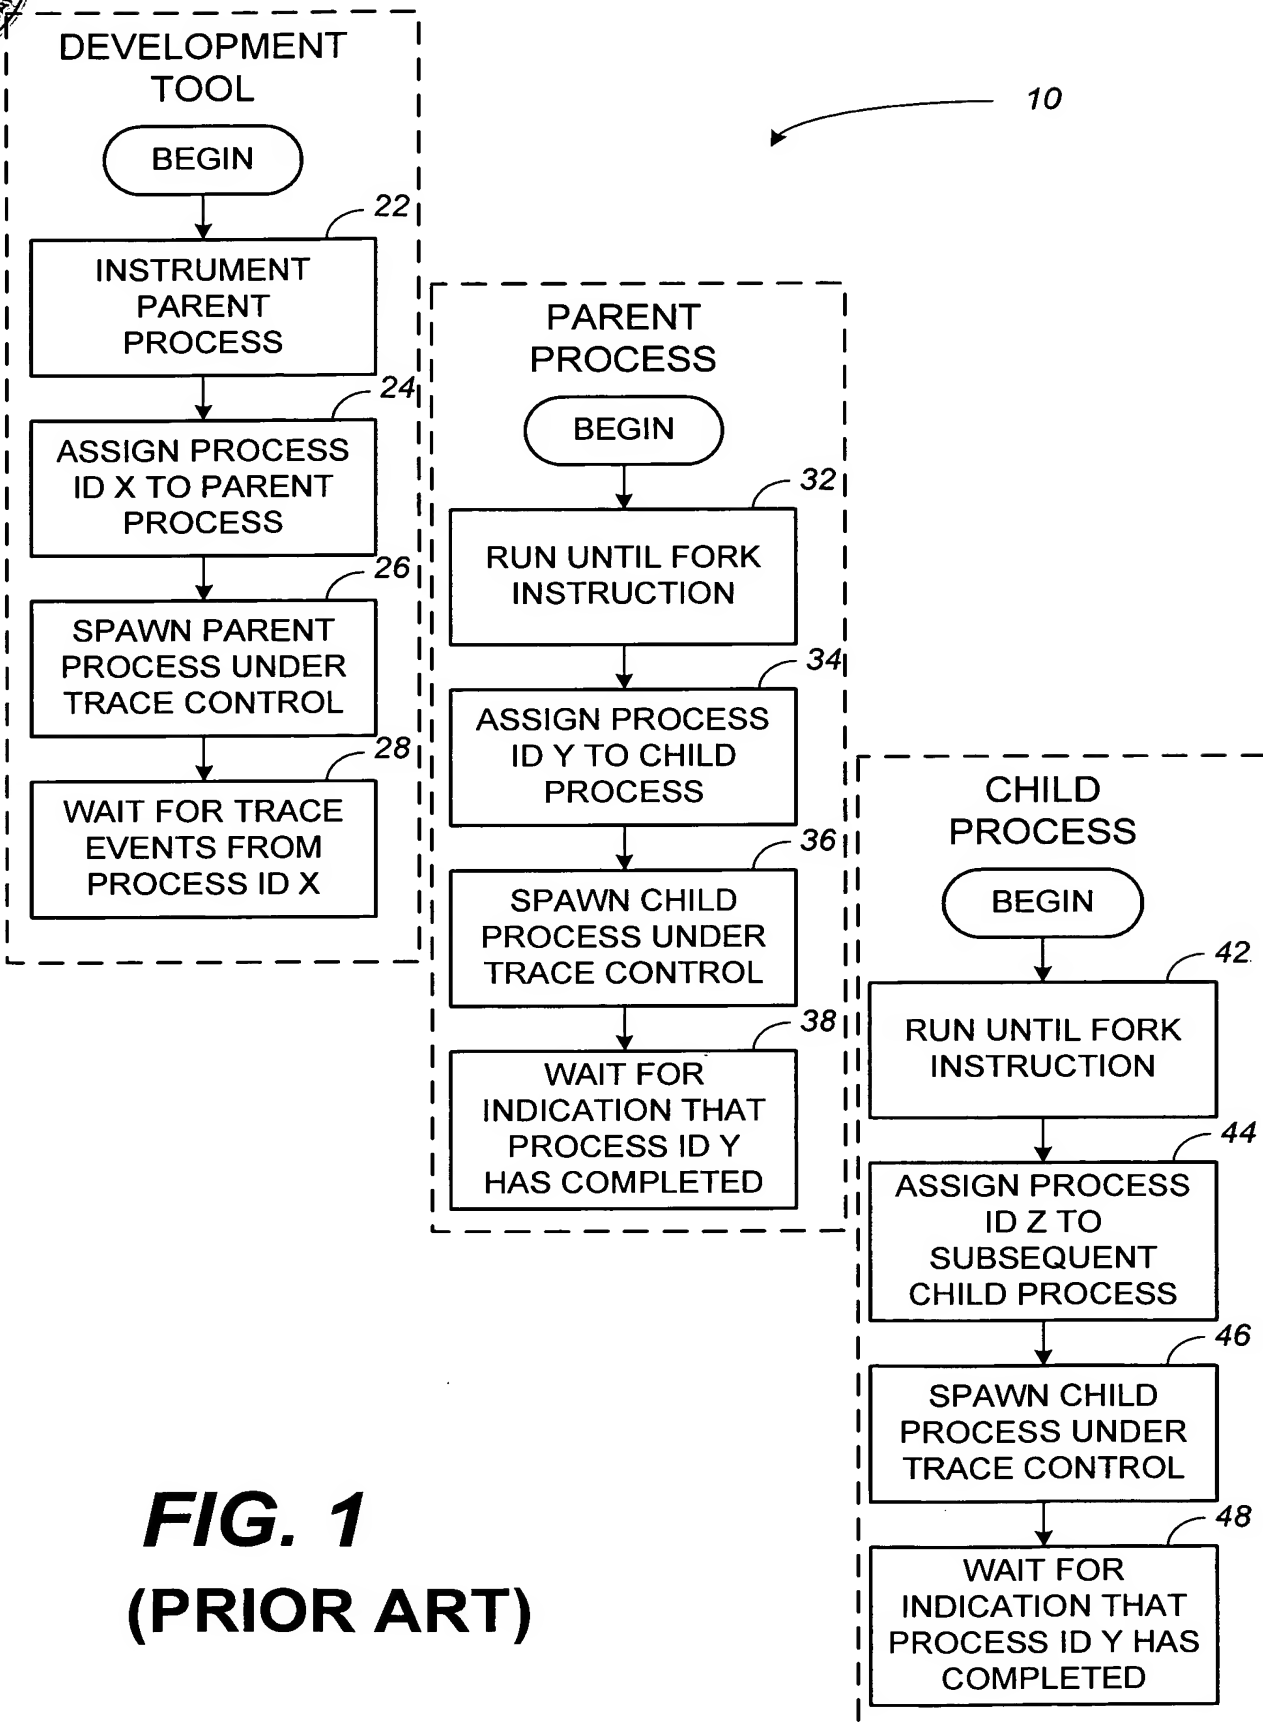 DEVELOPMENT
TOOL
BEGIN
22
INSTRUMENT
PARENT
PROCESS
24
ASSIGN PROCESS
ID X TO PARENT
PROCESS
26
SPAWN PARENT
PROCESS UNDER
TRACE CONTROL
28
WAIT FOR TRACE
EVENTS FROM
PROCESS ID X
10
PARENT
PROCESS
BEGIN
32
RUN UNTIL FORK
INSTRUCTION
34
ASSIGN PROCESS
ID Y TO CHILD
PROCESS
36
SPAWN CHILD
PROCESS UNDER
TRACE CONTROL
38
WAIT FOR
INDICATION THAT
PROCESS ID Y
HAS COMPLETED
CHILD
PROCESS
BEGIN
42
RUN UNTIL FORK
INSTRUCTION
44
ASSIGN PROCESS
ID Z TO
SUBSEQUENT
CHILD PROCESS
46
SPAWN CHILD
PROCESS UNDER
TRACE CONTROL
48
WAIT FOR
INDICATION THAT
PROCESS ID Y HAS
COMPLETED
FIG. 1
(PRIOR ART)